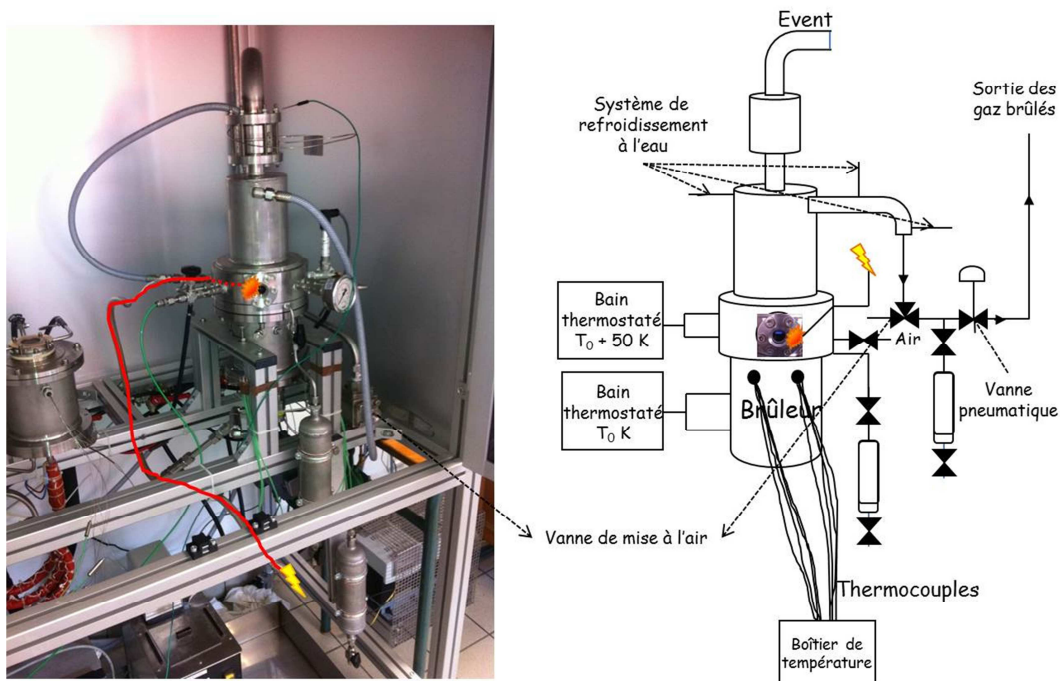 Event
Sortie des
gaz brûlés
Système de
refroidissement
à l'eau
Bain
thermostaté
T₀ + 50 K
Air
Vanne
pneumatique
Brûleur
Bain
thermostaté
T₀ K
Vanne de mise à l'air
Thermocouples
Boîtier de
température